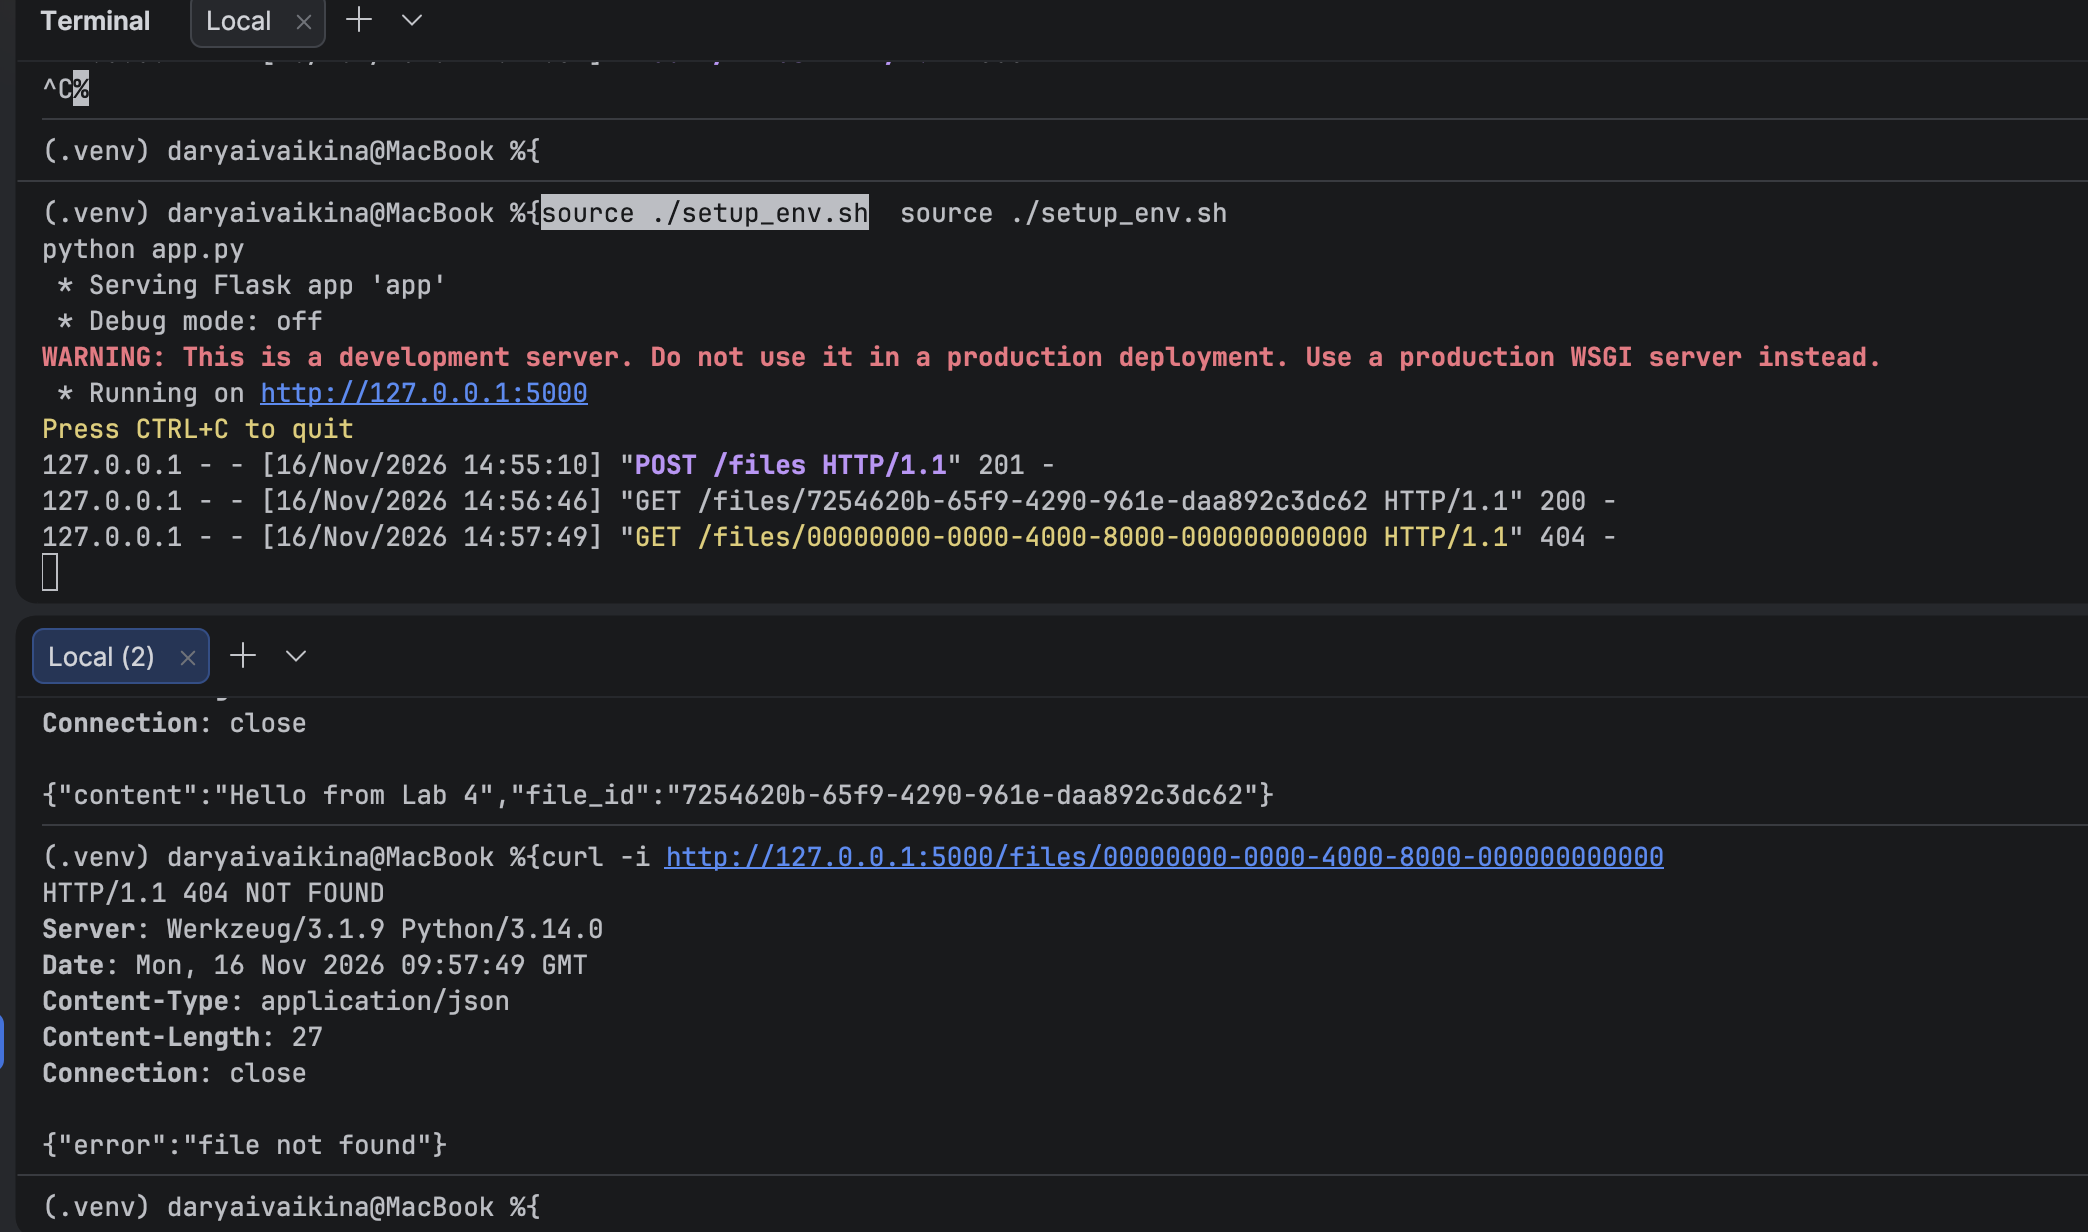 Terminal Local
^C%
(.venv) daryaivaikina@MacBook %{
(.venv) daryaivaikina@MacBook %{source ./setup_env.sh  source ./setup_env.sh
python app.py
 * Serving Flask app 'app'
 * Debug mode: off
WARNING: This is a development server. Do not use it in a production deployment. Use a production WSGI server instead.
 * Running on http://127.0.0.1:5000
Press CTRL+C to quit
127.0.0.1 - - [16/Nov/2026 14:55:10] "POST /files HTTP/1.1" 201 -
127.0.0.1 - - [16/Nov/2026 14:56:46] "GET /files/7254620b-65f9-4290-961e-daa892c3dc62 HTTP/1.1" 200 -
127.0.0.1 - - [16/Nov/2026 14:57:49] "GET /files/00000000-0000-4000-8000-000000000000 HTTP/1.1" 404 -
Local (2)
Connection: close
{"content":"Hello from Lab 4","file_id":"7254620b-65f9-4290-961e-daa892c3dc62"}
(.venv) daryaivaikina@MacBook %{curl -i http://127.0.0.1:5000/files/00000000-0000-4000-8000-000000000000
HTTP/1.1 404 NOT FOUND
Server: Werkzeug/3.1.9 Python/3.14.0
Date: Mon, 16 Nov 2026 09:57:49 GMT
Content-Type: application/json
Content-Length: 27
Connection: close
{"error":"file not found"}
(.venv) daryaivaikina@MacBook %{